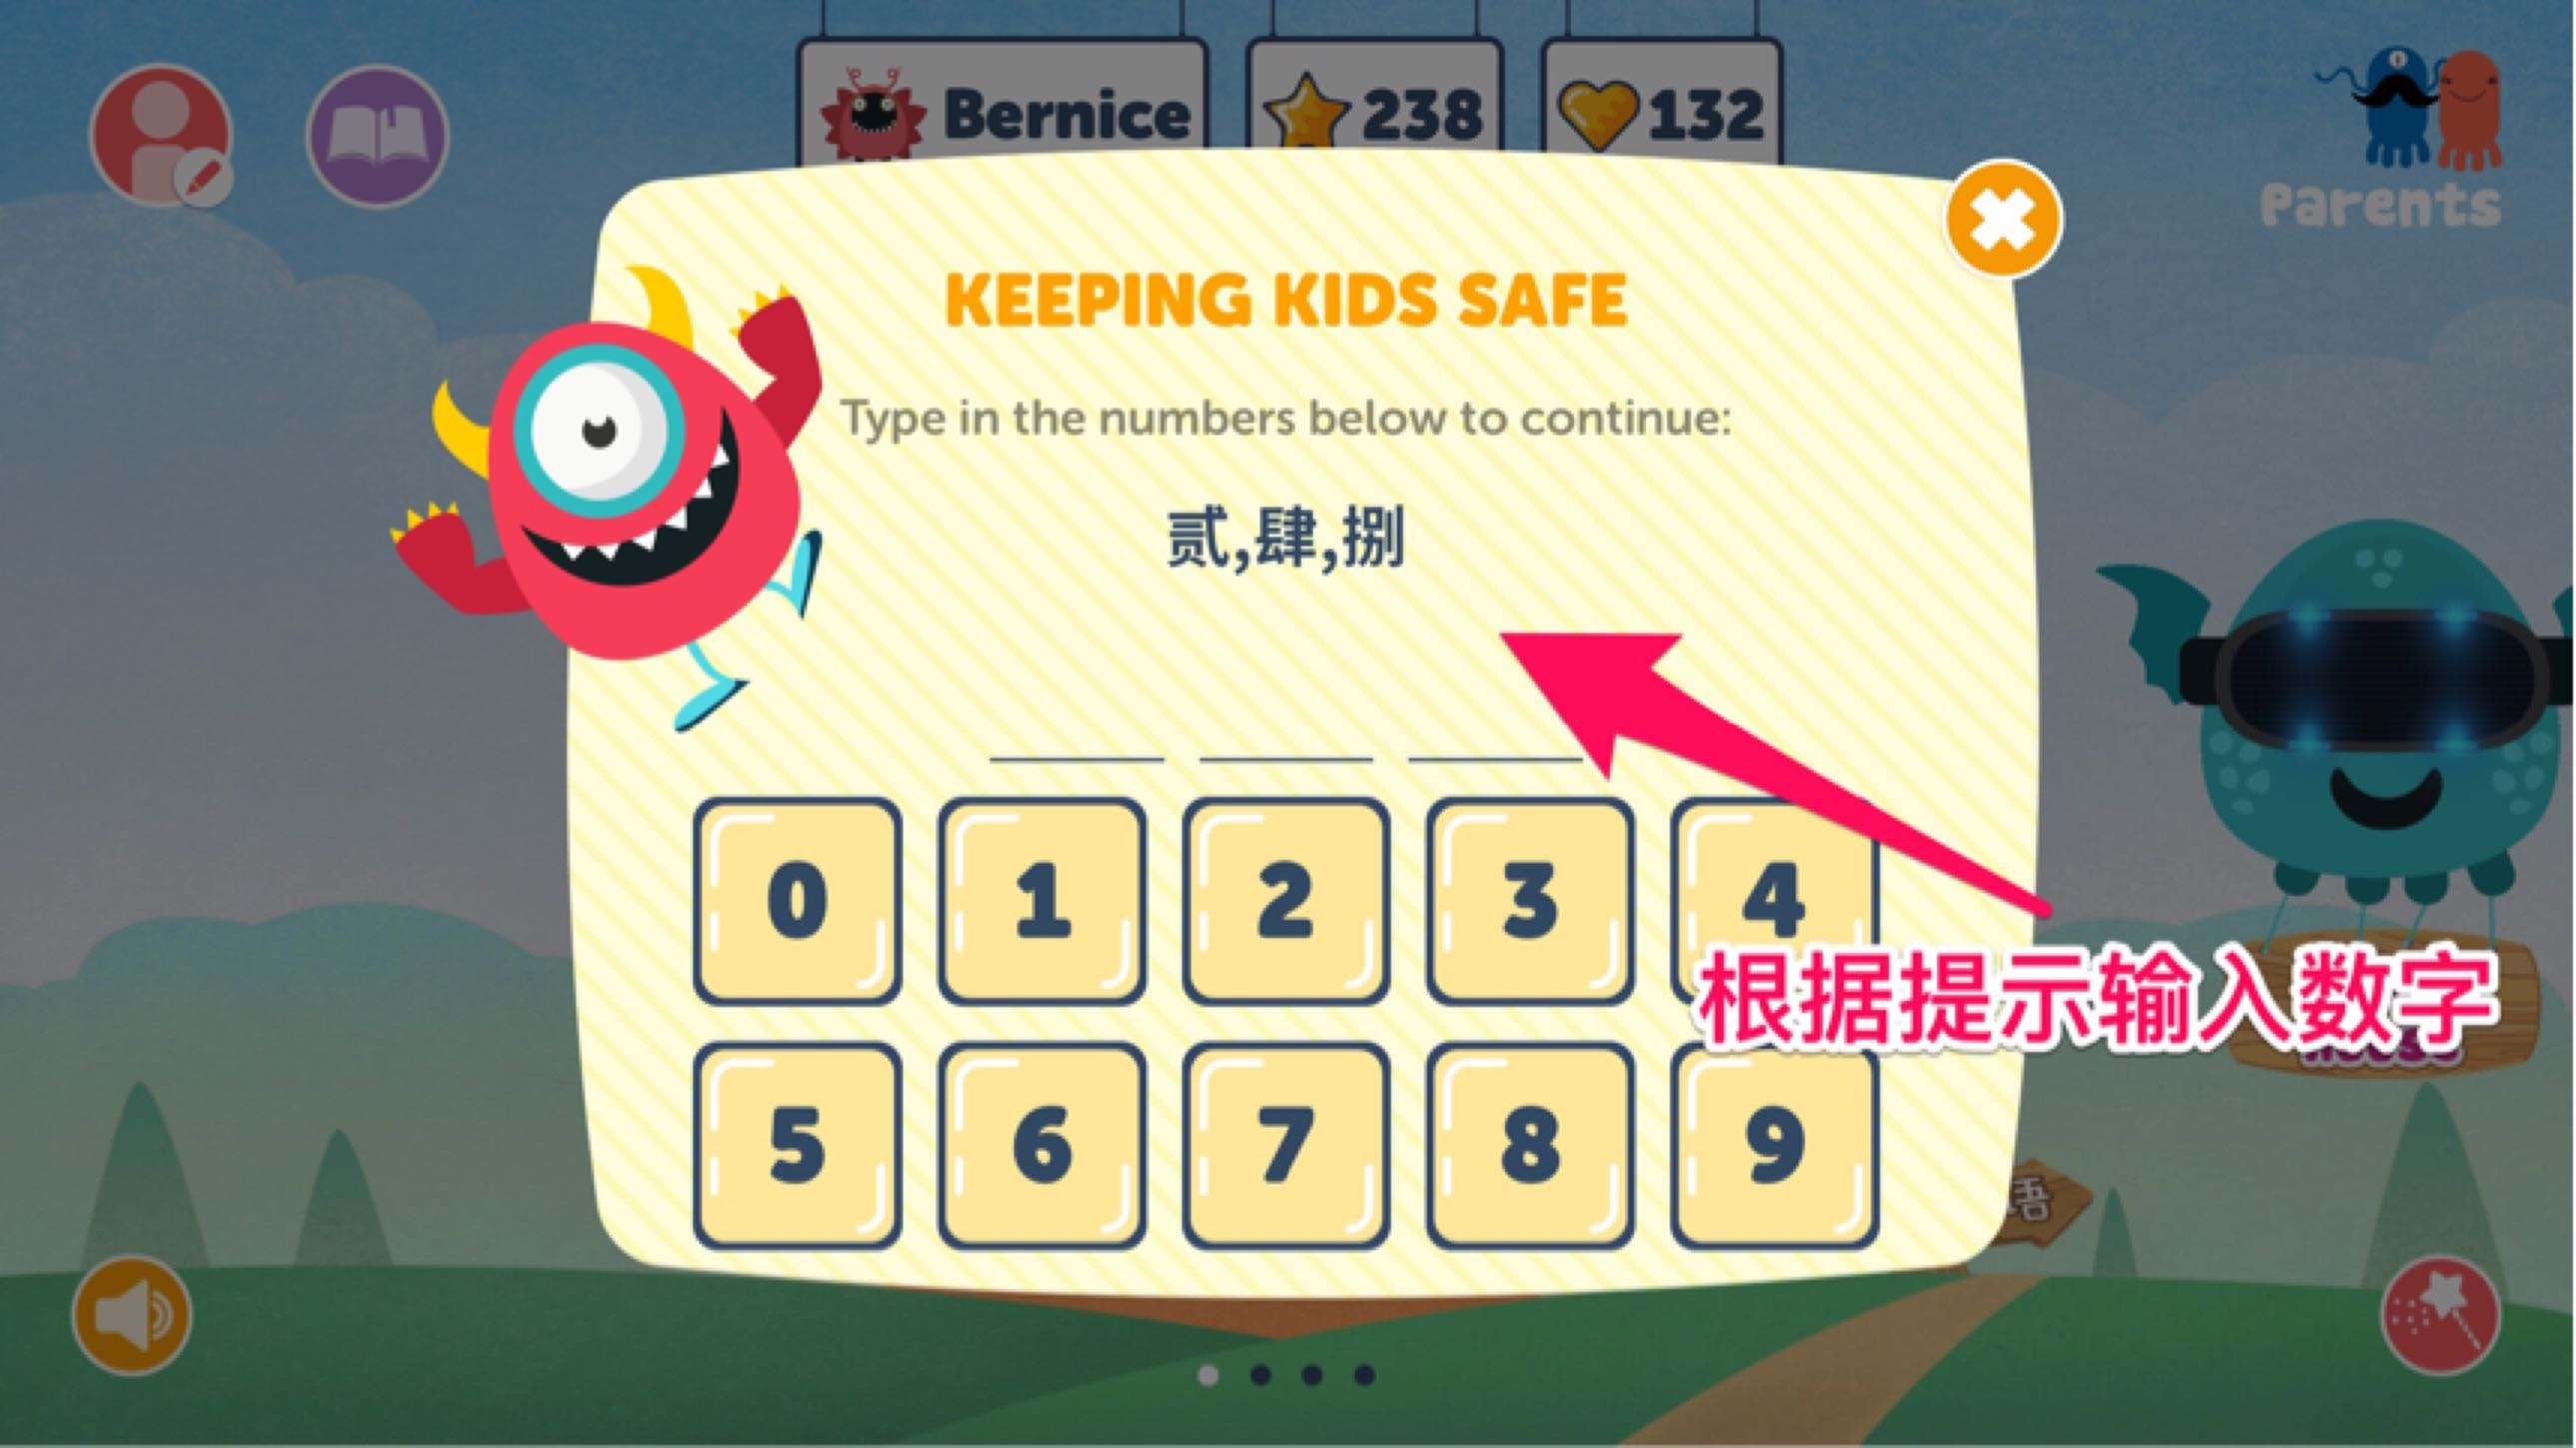 Bernice
238
132
Parents
KEEPING KIDS SAFE
Type in the numbers below to continue:
贰,肆,捌
0 1 2 3 4
根据提示输入数字
5 6 7 8 9
语